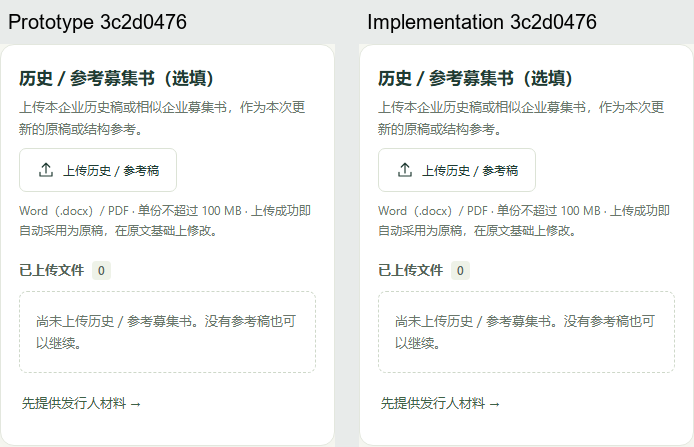 Prototype 3c2d0476
历史 / 参考募集书（选填）
上传本企业历史稿或相似企业募集书，作为本次更
新的原稿或结构参考。
上传历史 / 参考稿
Word（.docx）/ PDF · 单份不超过 100 MB · 上传成功即
自动采用为原稿，在原文基础上修改。
已上传文件 0
尚未上传历史 / 参考募集书。没有参考稿也可
以继续。
先提供发行人材料 →
Implementation 3c2d0476
历史 / 参考募集书（选填）
上传本企业历史稿或相似企业募集书，作为本次更
新的原稿或结构参考。
上传历史 / 参考稿
Word（.docx）/ PDF · 单份不超过 100 MB · 上传成功即
自动采用为原稿，在原文基础上修改。
已上传文件 0
尚未上传历史 / 参考募集书。没有参考稿也可
以继续。
先提供发行人材料 →